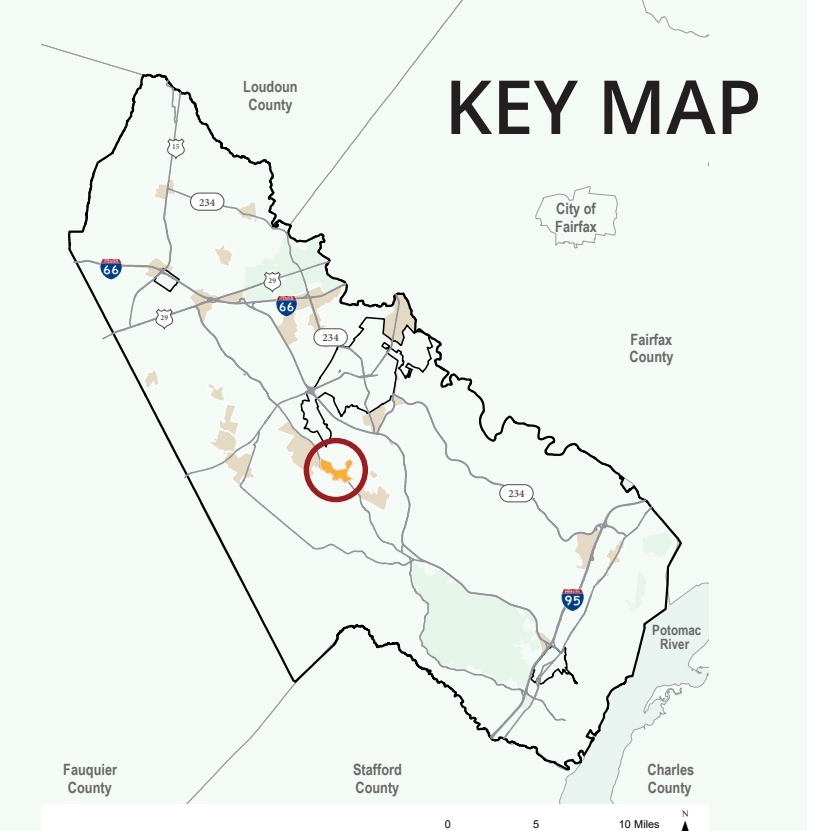 KEY MAP
Loudoun
County
15
234
City of
Fairfax
66
29
66
29
234
Fairfax
County
234
95
Potomac
River
Fauquier
County
Stafford
County
Charles
County
0 5 10 Miles
N